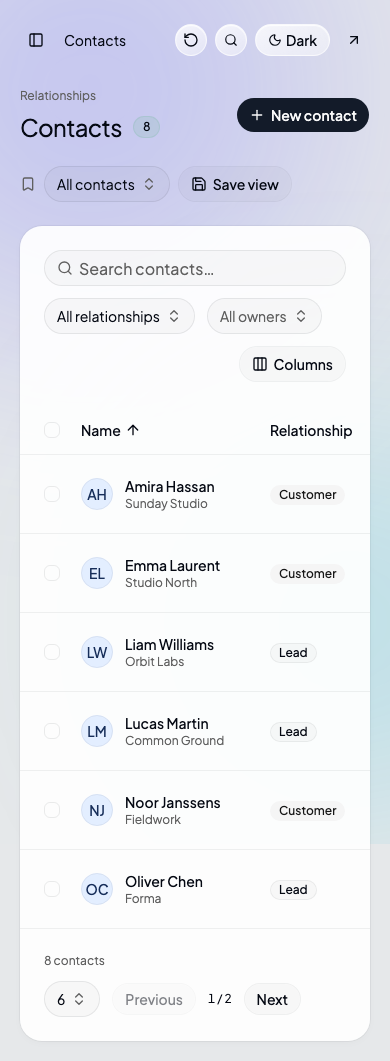 Contacts
Dark
Relationships
Contacts 8
New contact
All contacts
Save view
Search contacts...
All relationships
All owners
Columns
Name
Relationship
AH
Amira Hassan
Sunday Studio
Customer
EL
Emma Laurent
Studio North
Customer
LW
Liam Williams
Orbit Labs
Lead
LM
Lucas Martin
Common Ground
Lead
NJ
Noor Janssens
Fieldwork
Customer
OC
Oliver Chen
Forma
Lead
8 contacts
6
Previous
1/2
Next